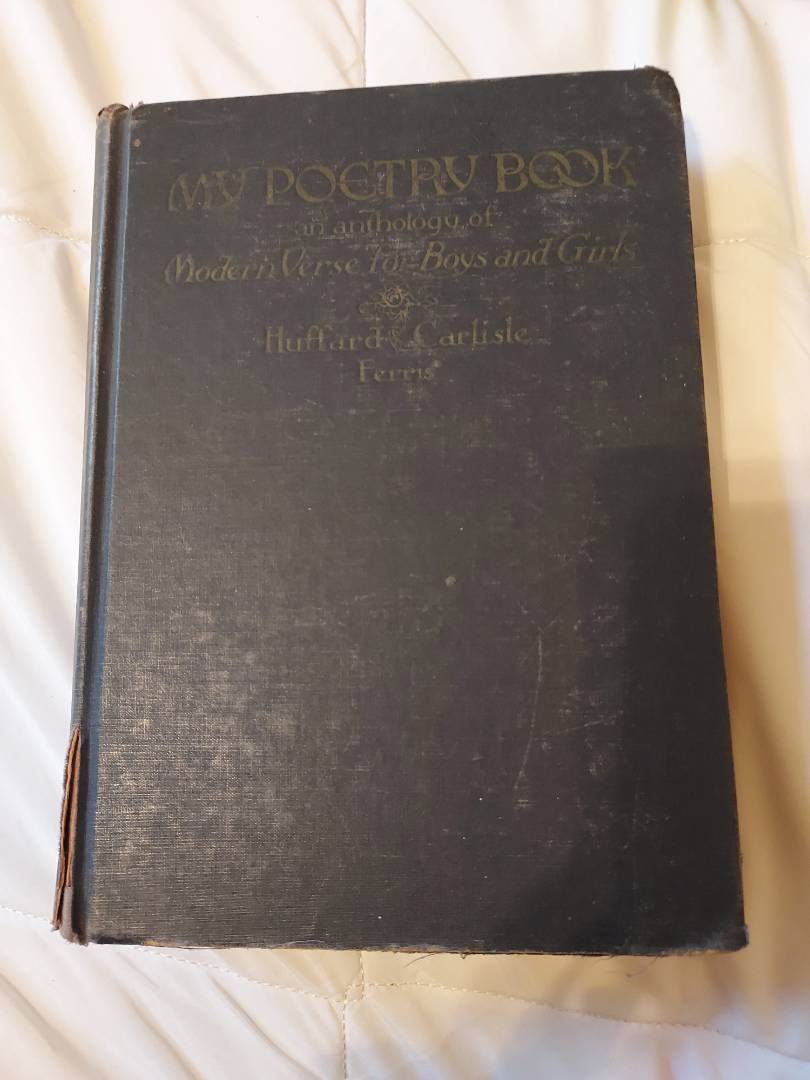 MY POETRY BOOK
an anthology of
Modern Verse for Boys and Girls
Huffard & Carlisle
Ferris